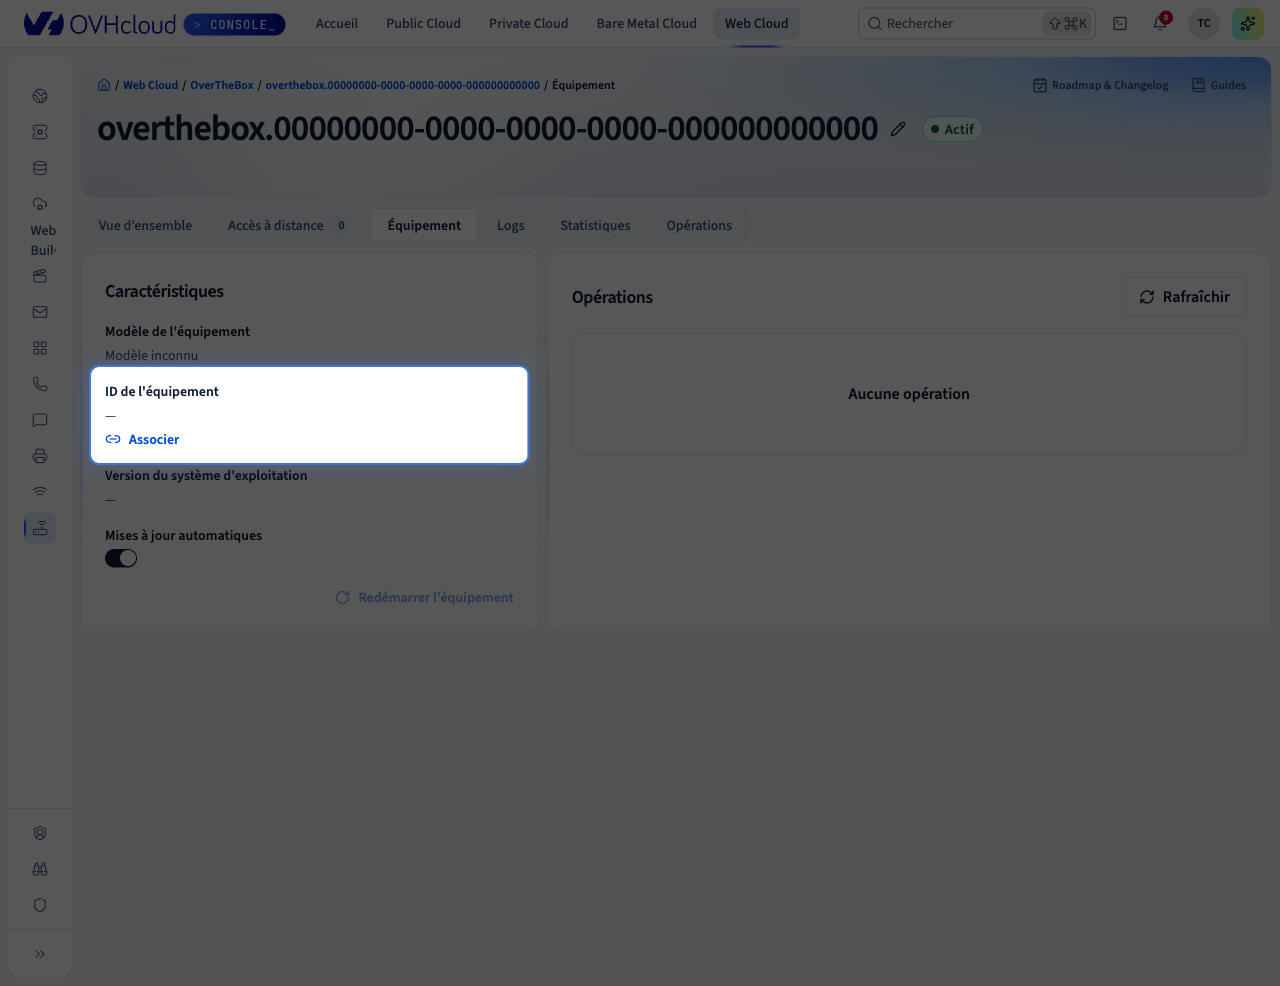 OVHcloud > CONSOLE_ Accueil Public Cloud Private Cloud Bare Metal Cloud Web Cloud Rechercher ⇧⌘K 8 TC
/ Web Cloud / OverTheBox / overthebox.00000000-0000-0000-0000-000000000000 / Équipement Roadmap & Changelog Guides
overthebox.00000000-0000-0000-0000-000000000000 Actif
Vue d'ensemble Accès à distance 0 Équipement Logs Statistiques Opérations
Web
Caractéristiques
Opérations Rafraîchir
Modèle de l'équipement
Modèle inconnu
ID de l'équipement
—
Associer
Aucune opération
Version du système d'exploitation
—
Mises à jour automatiques
Redémarrer l'équipement